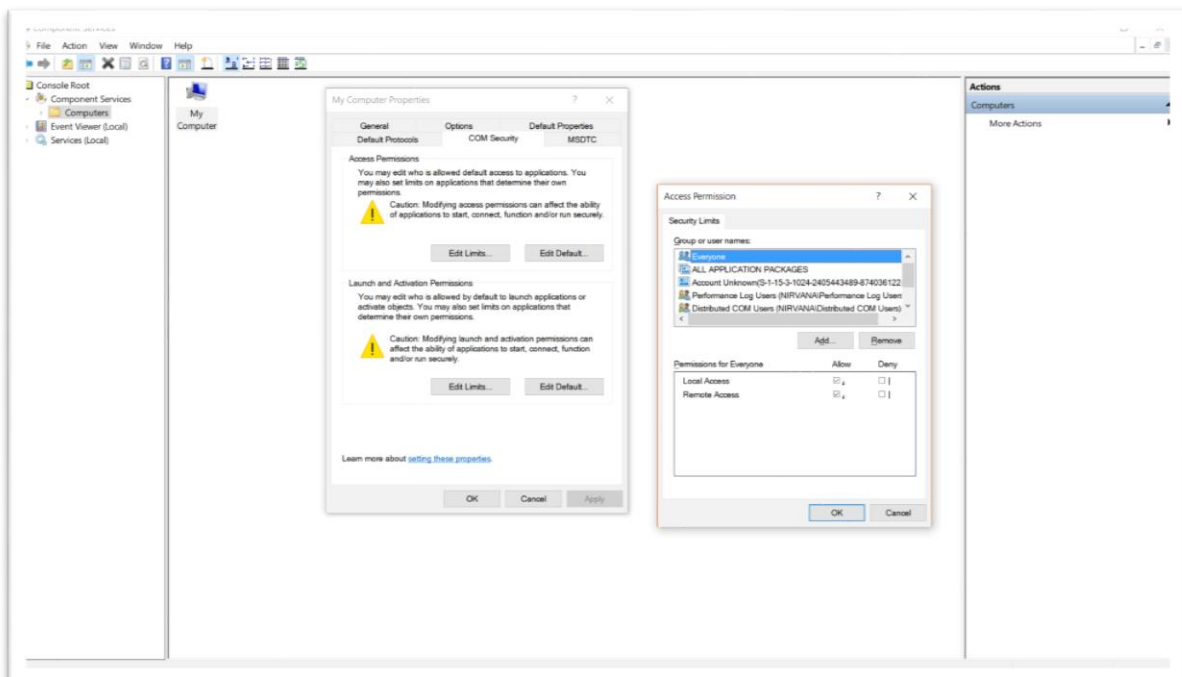 Component Services
File Action View Window Help
Console Root
Component Services
Computers
Event Viewer (Local)
Services (Local)
My
Computer
My Computer Properties
General Options Default Properties
Default Protocols COM Security MSDTC
Access Permissions
You may edit who is allowed default access to applications. You
may also set limits on applications that determine their own
permissions.
Caution: Modifying access permissions can affect the ability
of applications to start, connect, function and/or run securely.
Edit Limits... Edit Default...
Launch and Activation Permissions
You may edit who is allowed by default to launch applications or
activate objects. You may also set limits on applications that
determine their own permissions.
Caution: Modifying launch and activation permissions can
affect the ability of applications to start, connect, function
and/or run securely.
Edit Limits... Edit Default...
Learn more about setting these properties.
OK Cancel Apply
Access Permission
Security Limits
Group or user names:
Everyone
ALL APPLICATION PACKAGES
Account Unknown(S-1-15-3-1024-2405443489-874036122
Performance Log Users (NIRVANA\Performance Log Users
Distributed COM Users (NIRVANA\Distributed COM Users)
Add... Remove
Permissions for Everyone Allow Deny
Local Access
Remote Access
OK Cancel
Actions
Computers
More Actions